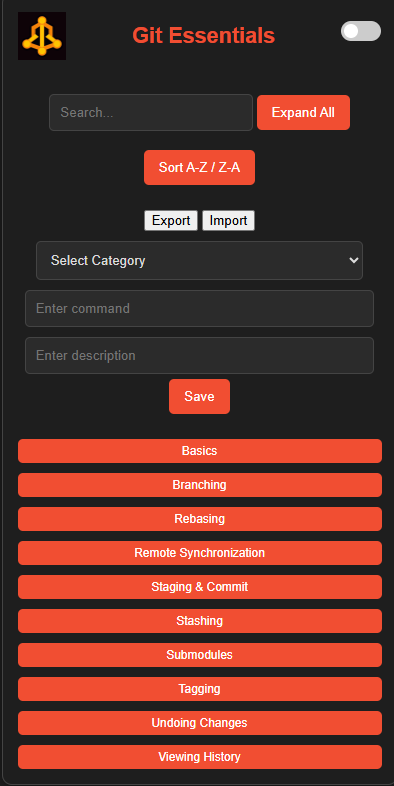 Git Essentials
Search... Expand All
Sort A-Z / Z-A
Export Import
Select Category
Enter command
Enter description
Save
Basics
Branching
Rebasing
Remote Synchronization
Staging & Commit
Stashing
Submodules
Tagging
Undoing Changes
Viewing History